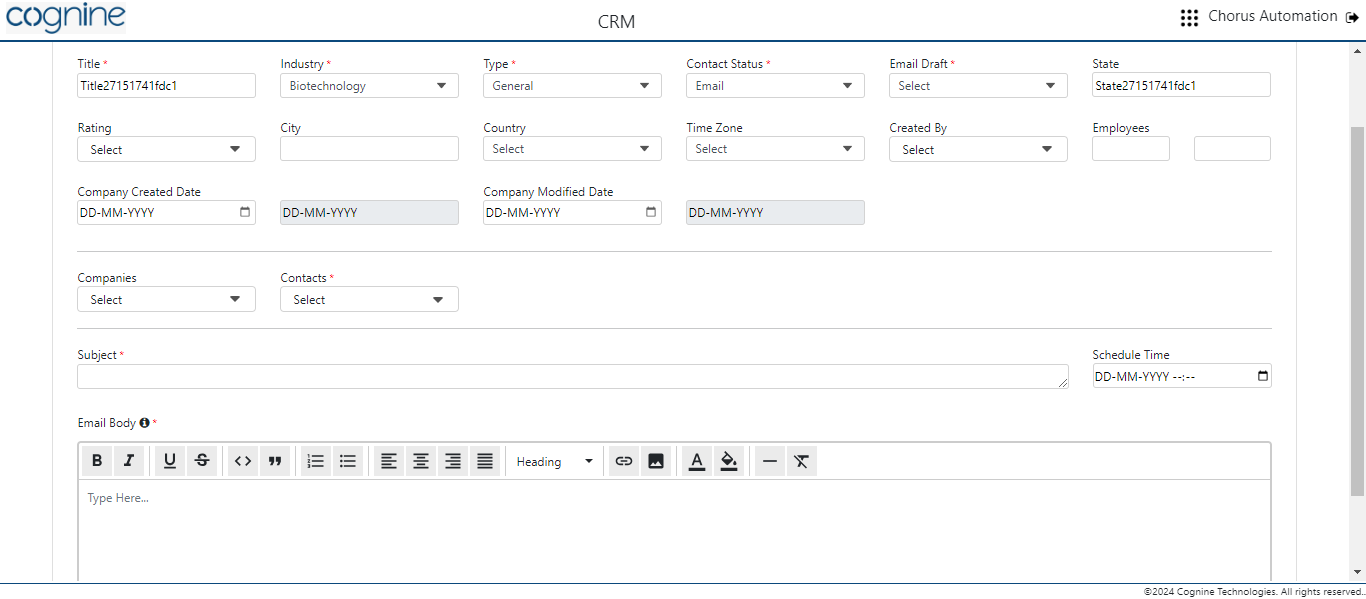 cognine
CRM
Chorus Automation
Title *
Industry *
Type *
Contact Status *
Email Draft *
State
Title27151741fdc1
Biotechnology
General
Email
Select
State27151741fdc1
Rating
City
Country
Time Zone
Created By
Employees
Select
Select
Select
Select
Company Created Date
Company Modified Date
DD-MM-YYYY
DD-MM-YYYY
DD-MM-YYYY
DD-MM-YYYY
Companies
Contacts *
Select
Select
Subject *
Schedule Time
DD-MM-YYYY --:--
Email Body *
Heading
Type Here...
©2024 Cognine Technologies. All rights reserved.